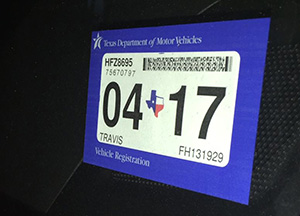 Texas Department of Motor Vehicles
HFZ8695
75670797
04 17
TRAVIS
FH131929
Vehicle Registration